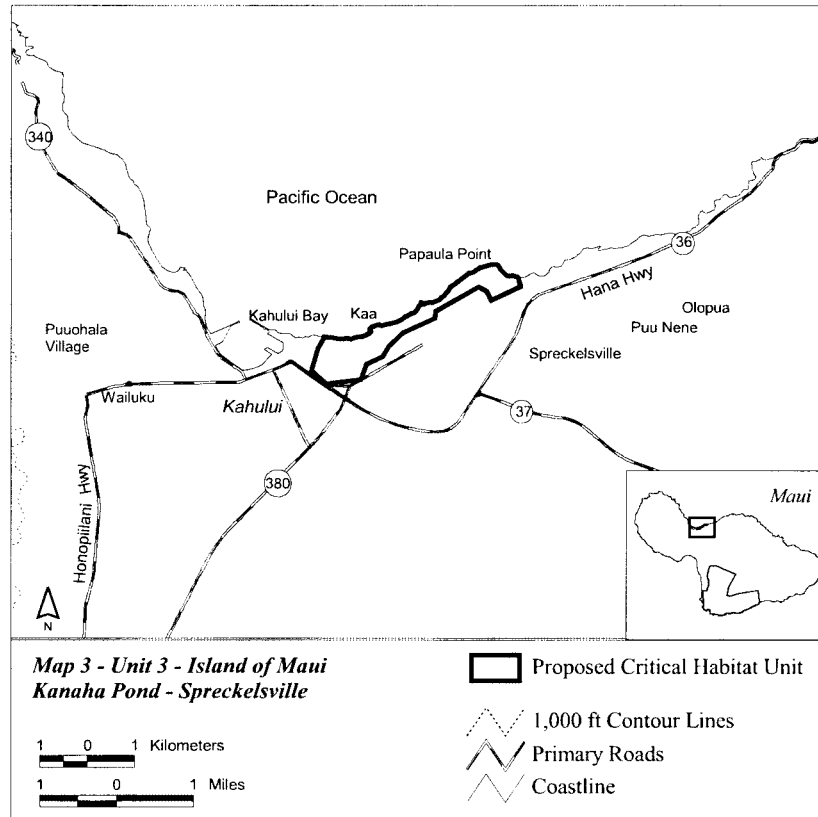 340
Pacific Ocean
36
Papaula Point
Hana Hwy
Kahului Bay
Kaa
Olopua
Puu Nene
Puuohala
Village
Spreckelsville
Wailuku
Kahului
37
380
Honopiilani Hwy
Maui
N
Map 3 - Unit 3 - Island of Maui
Kanaha Pond - Spreckelsville
1 0 1 Kilometers
1 0 1 Miles
Proposed Critical Habitat Unit
1,000 ft Contour Lines
Primary Roads
Coastline